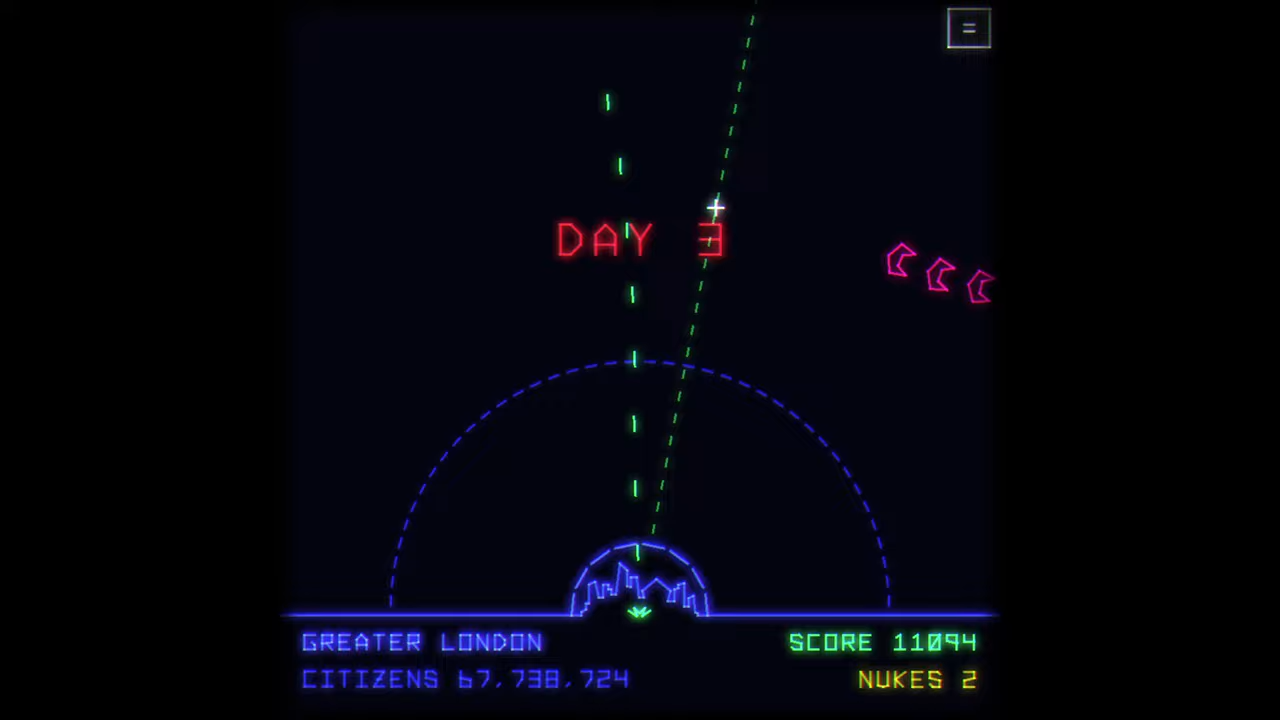 =
DAY 3
GREATER LONDON
SCORE 11094
CITIZENS 67,738,724
NUKES 2